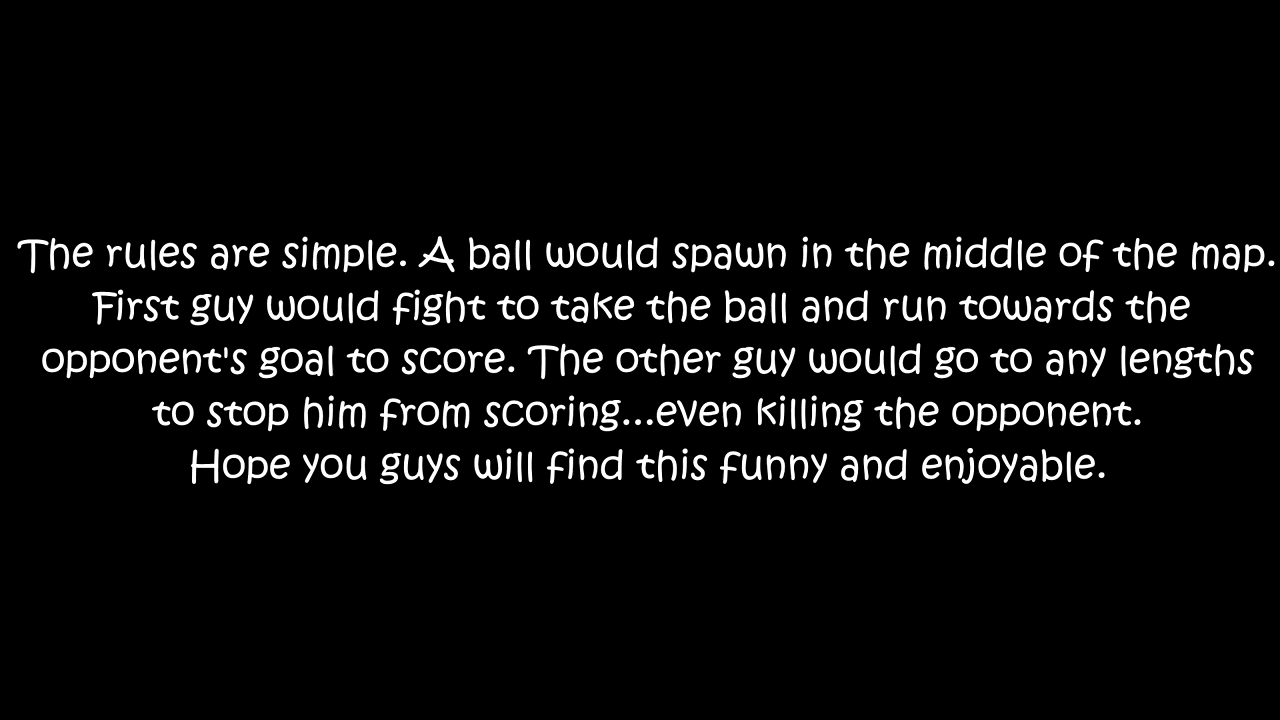 The rules are simple. A ball would spawn in the middle of the map.
First guy would fight to take the ball and run towards the
opponent's goal to score. The other guy would go to any lengths
to stop him from scoring...even killing the opponent.
Hope you guys will find this funny and enjoyable.